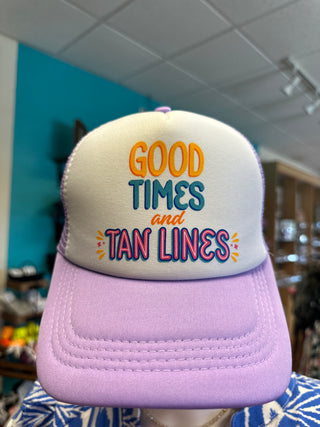 GOOD
TIMES
and
TAN LINES